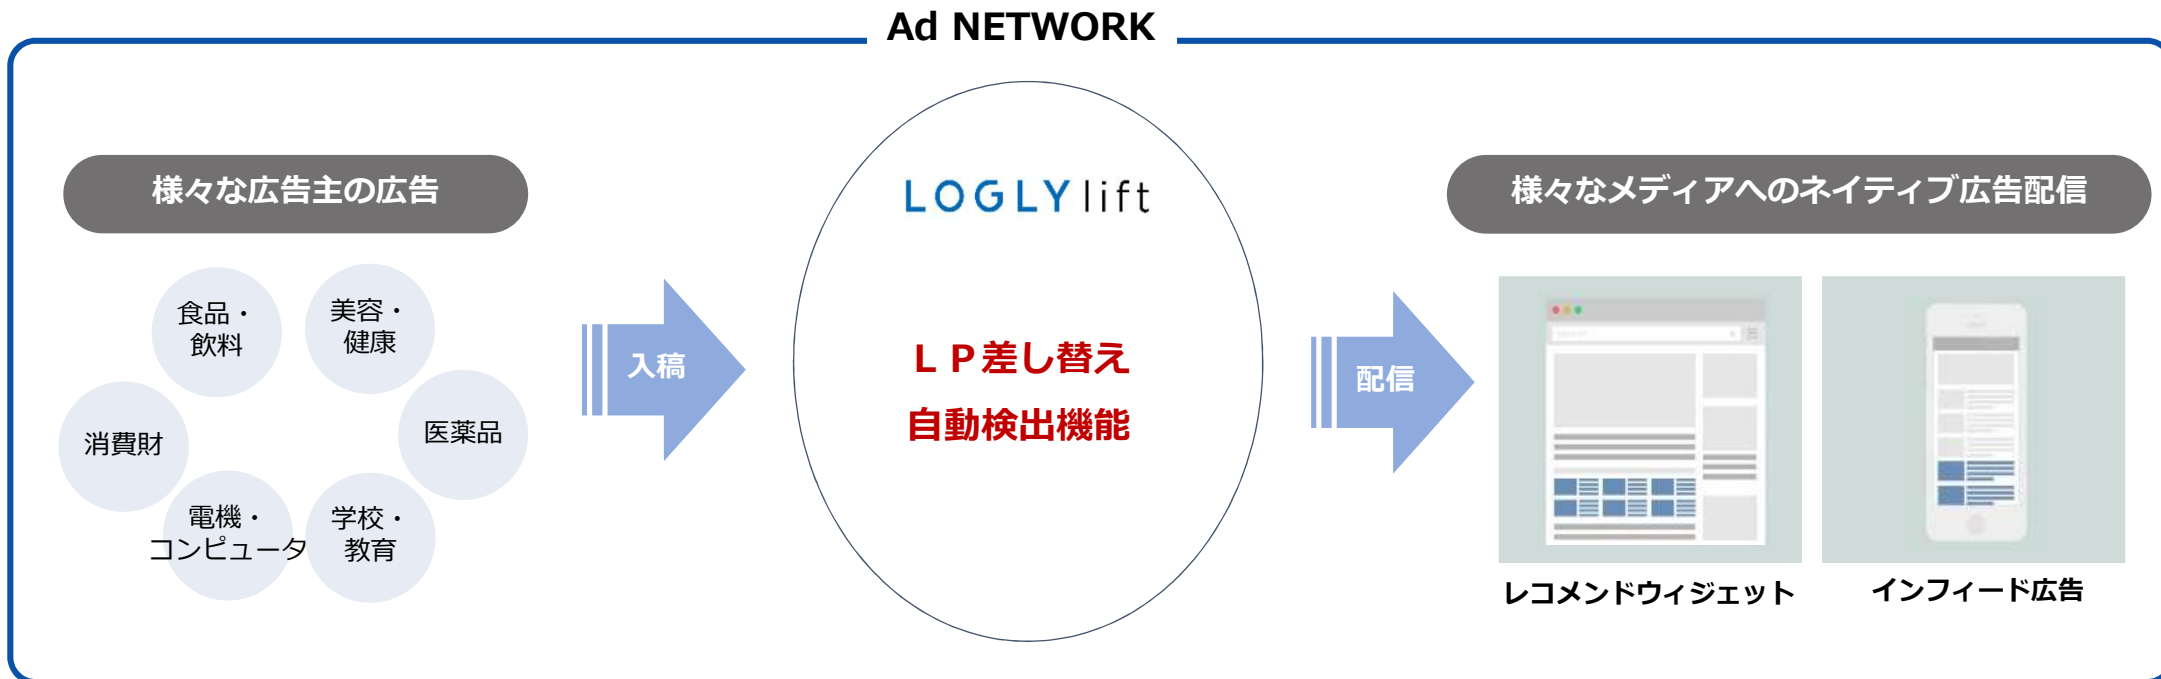 Ad NETWORK
様々な広告主の広告
食品・
飲料
美容・
健康
消費財
医薬品
電機・
コンピュータ
学校・
教育
入稿
LOGLY lift
ＬＰ差し替え
自動検出機能
配信
様々なメディアへのネイティブ広告配信
レコメンドウィジェット
インフィード広告